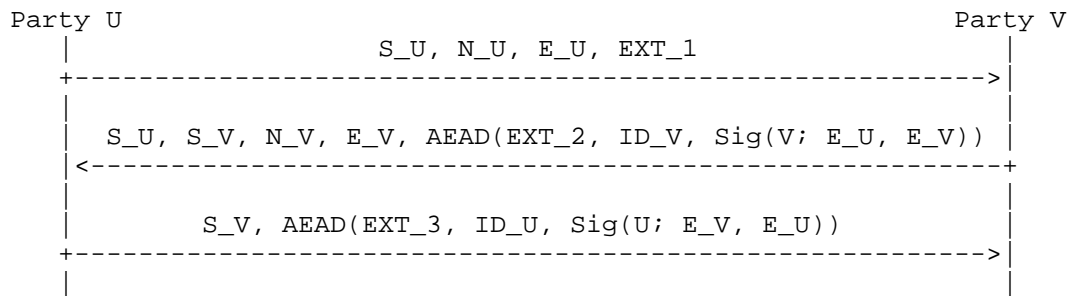 Party U Party V
S_U, N_U, E_U, EXT_1
S_U, S_V, N_V, E_V, AEAD(EXT_2, ID_V, Sig(V; E_U, E_V))
S_V, AEAD(EXT_3, ID_U, Sig(U; E_V, E_U))